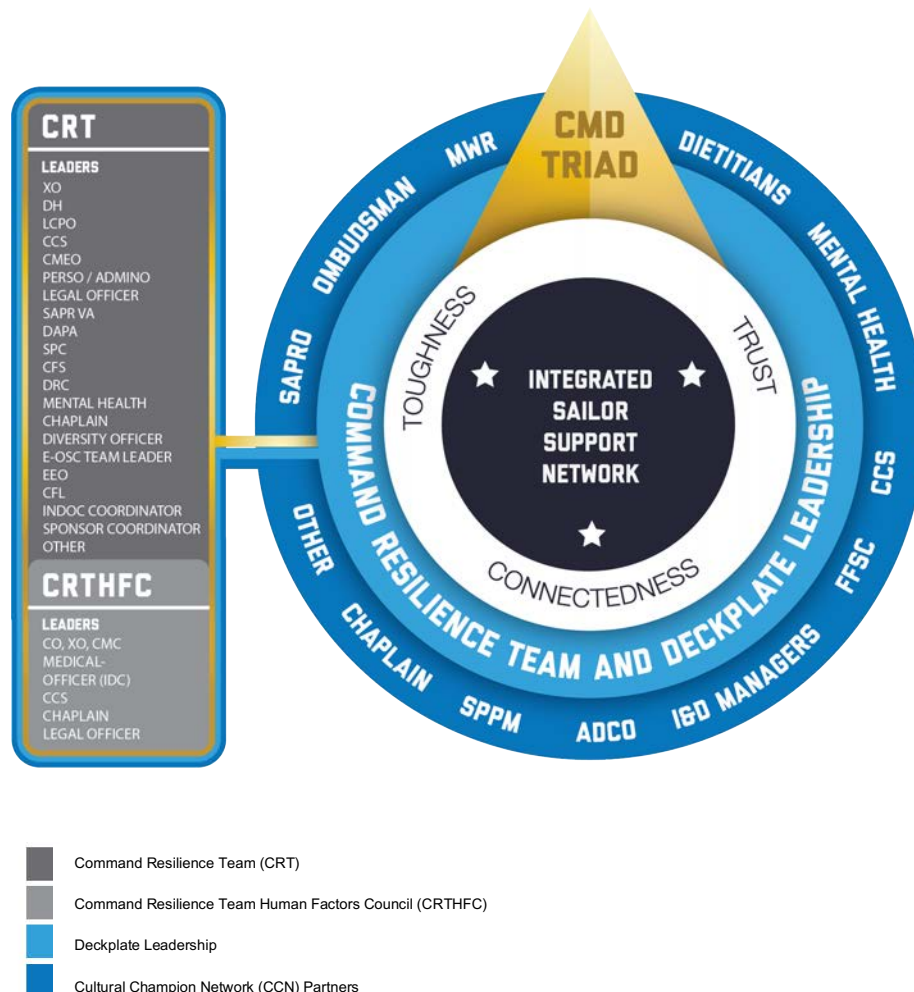 CRT
LEADERS
XO
DH
LCPO
CCS
CMEO
PERSO / ADMINO
LEGAL OFFICER
SAPR VA
DAPA
SPC
CFS
DRC
MENTAL HEALTH
CHAPLAIN
DIVERSITY OFFICER
E-OSC TEAM LEADER
EEO
CFL
INDOC COORDINATOR
SPONSOR COORDINATOR
OTHER
CRTHFC
LEADERS
CO, XO, CMC
MEDICAL-
OFFICER (IDC)
CCS
CHAPLAIN
LEGAL OFFICER
CMD
TRIAD
DIETITIANS
MENTAL HEALTH
CCS
FFSC
I&D MANAGERS
ADCO
SPPM
CHAPLAIN
OTHER
SAPRO
OMBUDSMAN
MWR
COMMAND RESILIENCE TEAM AND DECKPLATE LEADERSHIP
TOUGHNESS
TRUST
CONNECTEDNESS
INTEGRATED
SAILOR
SUPPORT
NETWORK
Command Resilience Team (CRT)
Command Resilience Team Human Factors Council (CRTHFC)
Deckplate Leadership
Cultural Champion Network (CCN) Partners